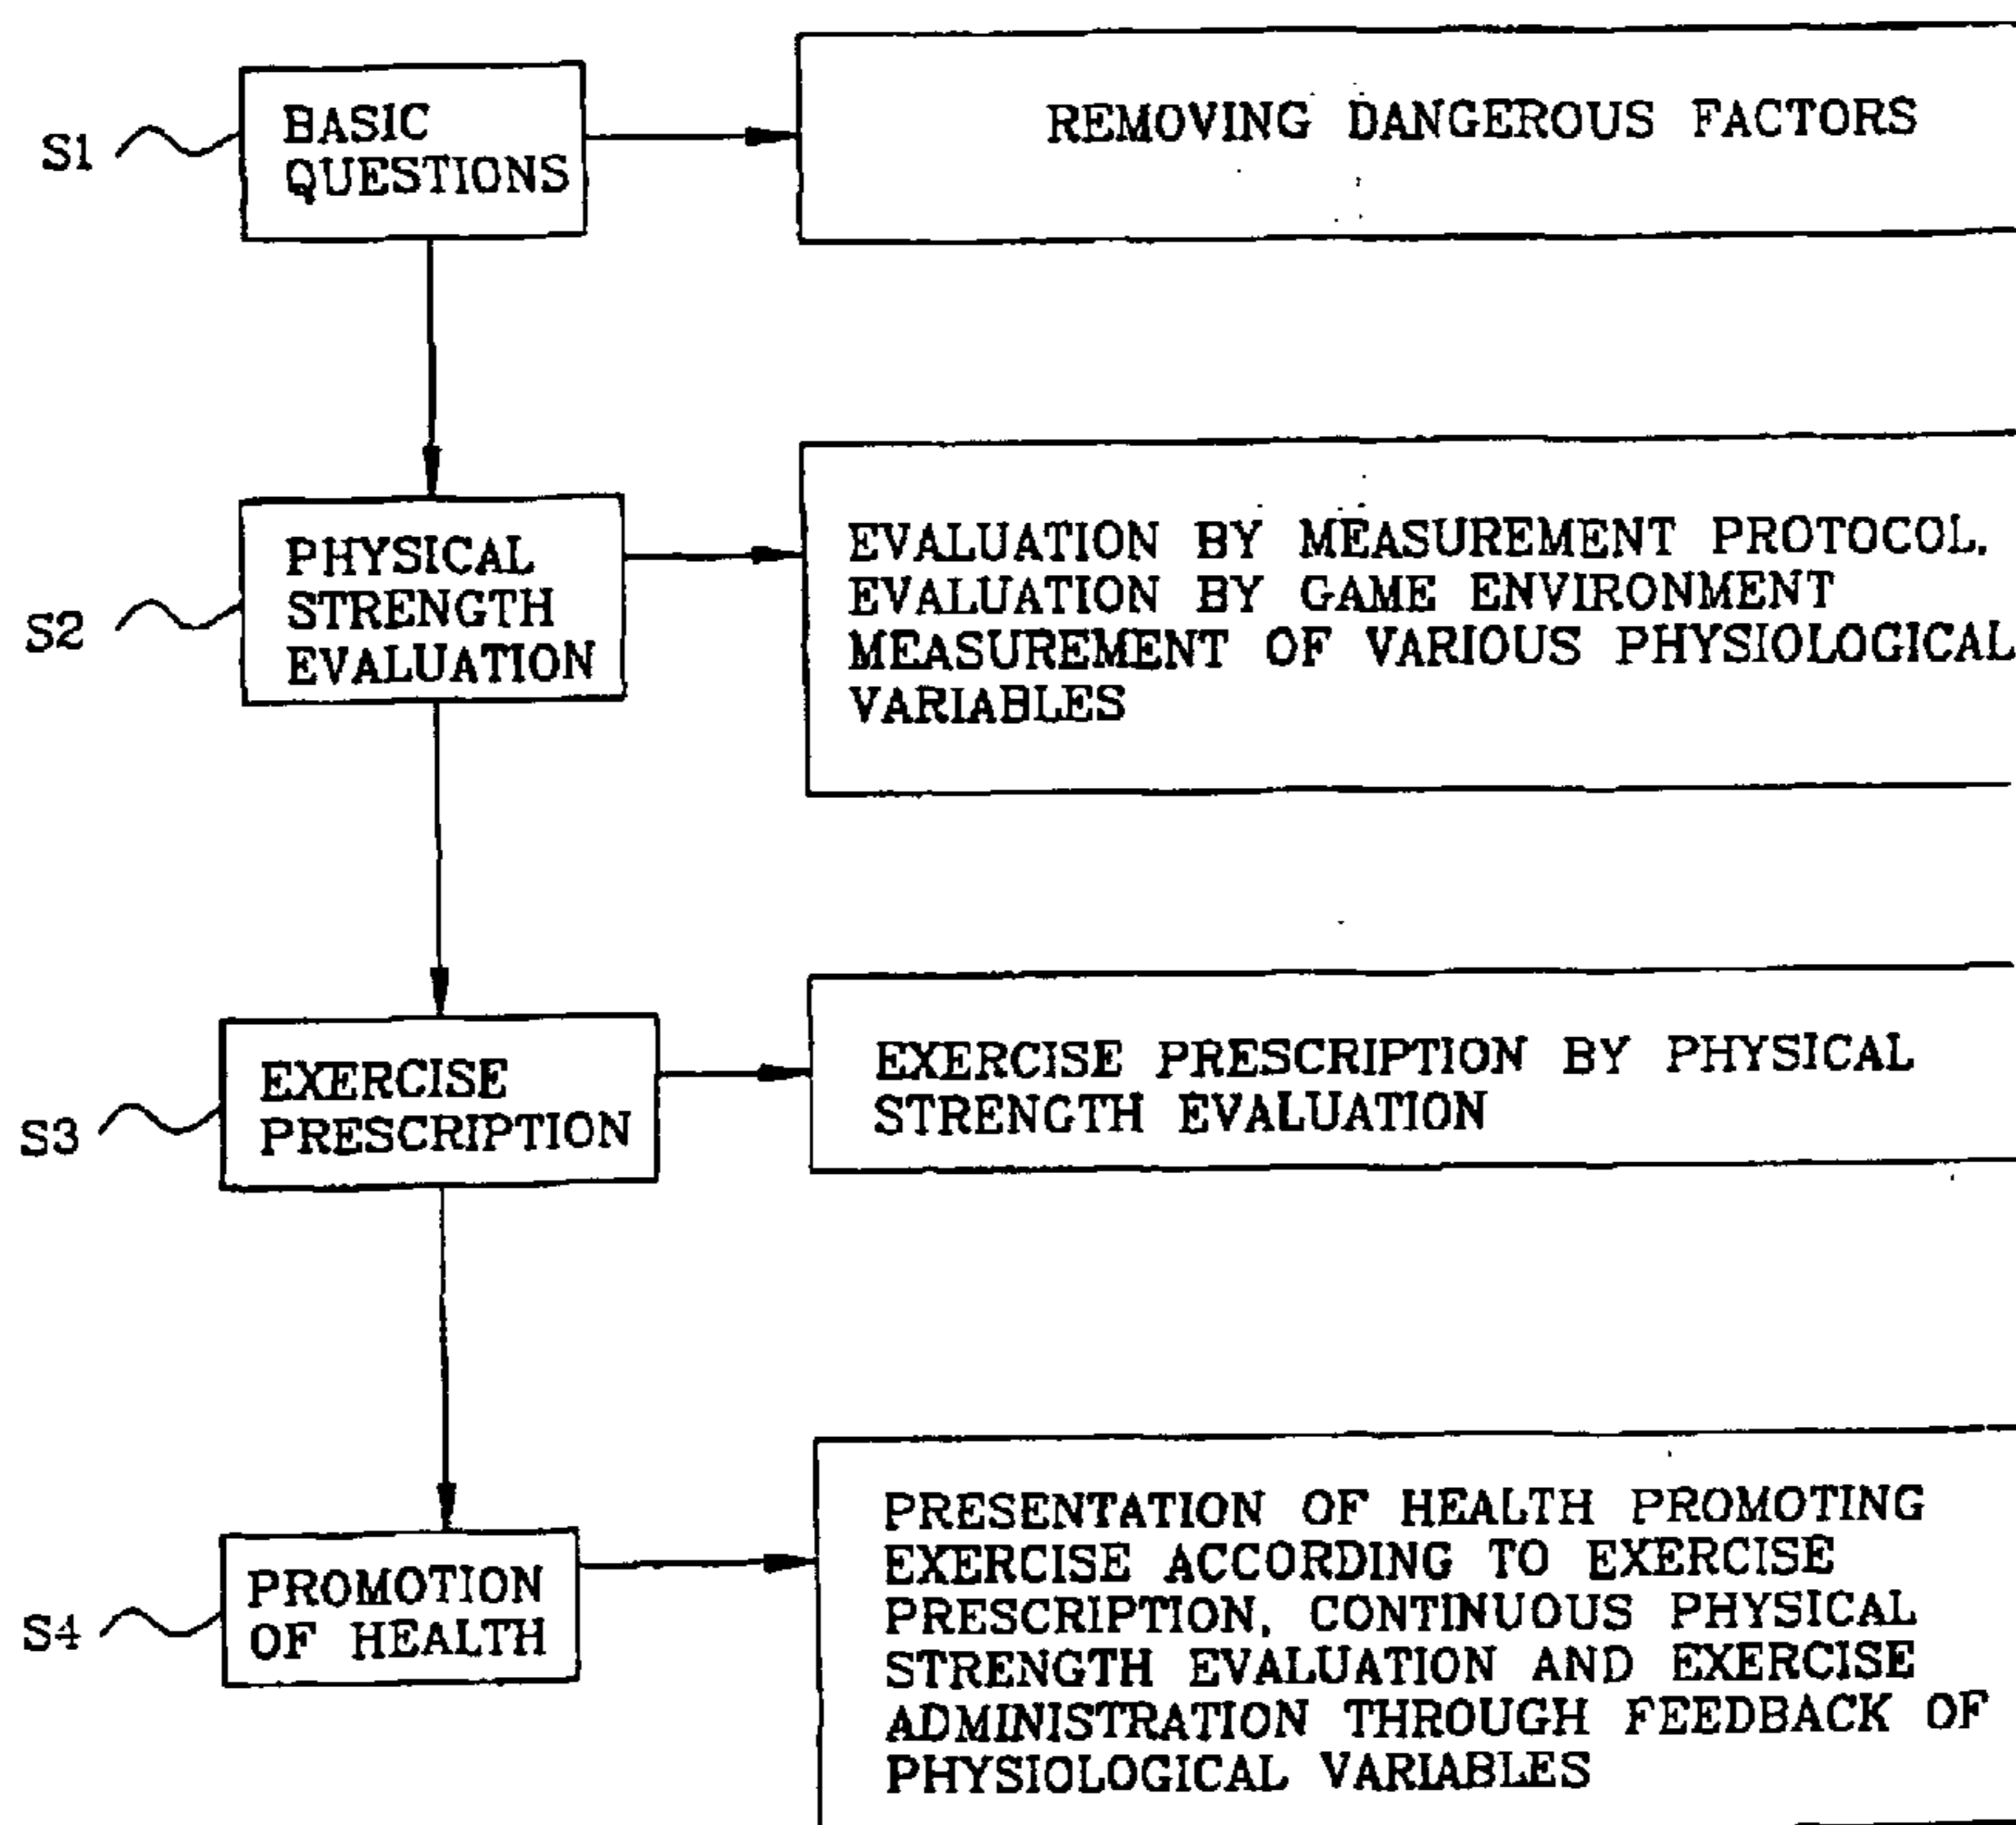 S1
BASIC
QUESTIONS
REMOVING DANGEROUS FACTORS
S2
PHYSICAL
STRENGTH
EVALUATION
EVALUATION BY MEASUREMENT PROTOCOL.
EVALUATION BY GAME ENVIRONMENT
MEASUREMENT OF VARIOUS PHYSIOLOGICAL
VARIABLES
S3
EXERCISE
PRESCRIPTION
EXERCISE PRESCRIPTION BY PHYSICAL
STRENGTH EVALUATION
S4
PROMOTION
OF HEALTH
PRESENTATION OF HEALTH PROMOTING
EXERCISE ACCORDING TO EXERCISE
PRESCRIPTION, CONTINUOUS PHYSICAL
STRENGTH EVALUATION AND EXERCISE
ADMINISTRATION THROUGH FEEDBACK OF
PHYSIOLOGICAL VARIABLES